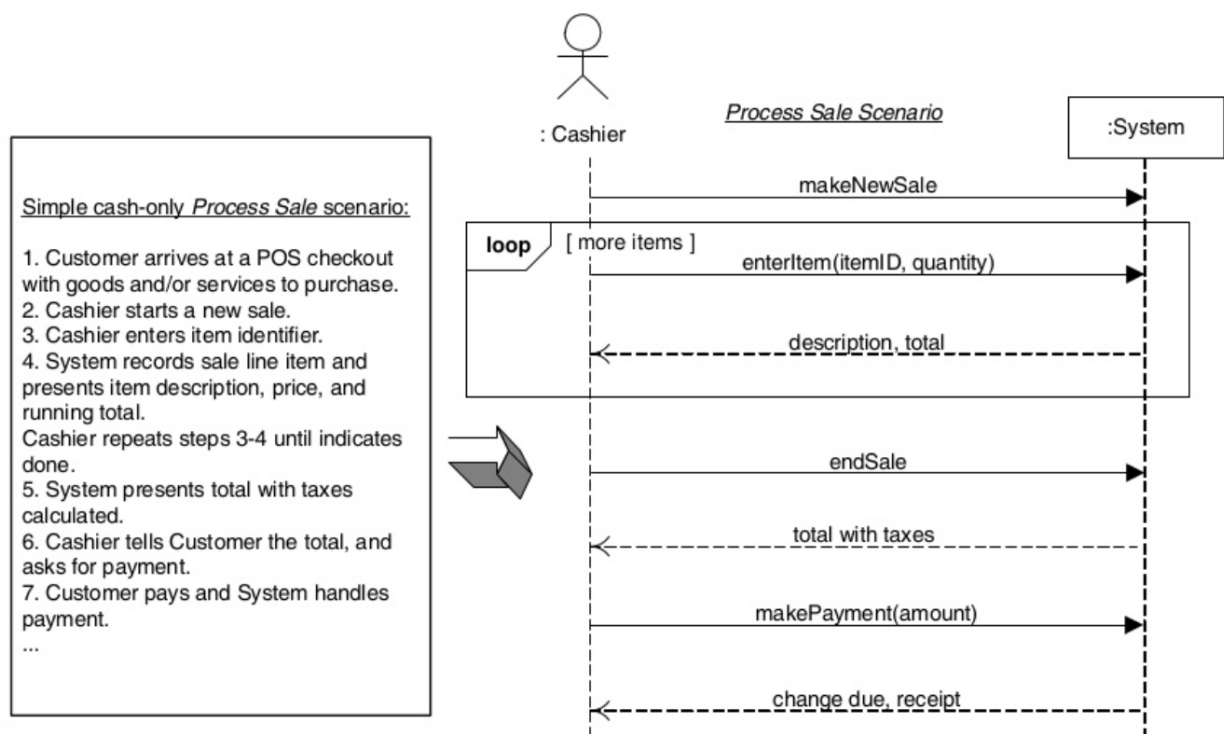 Simple cash-only Process Sale scenario:
1. Customer arrives at a POS checkout
with goods and/or services to purchase.
2. Cashier starts a new sale.
3. Cashier enters item identifier.
4. System records sale line item and
presents item description, price, and
running total.
Cashier repeats steps 3-4 until indicates
done.
5. System presents total with taxes
calculated.
6. Cashier tells Customer the total, and
asks for payment.
7. Customer pays and System handles
payment.
...
: Cashier
Process Sale Scenario
:System
makeNewSale
loop
[ more items ]
enterItem(itemID, quantity)
description, total
endSale
total with taxes
makePayment(amount)
change due, receipt